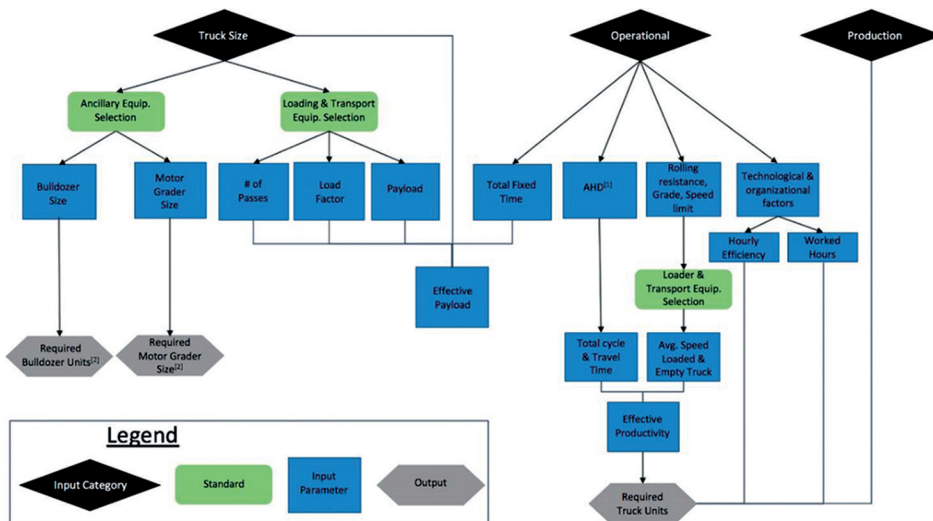 Truck Size
Operational
Production
Ancillary Equip.
Selection
Loading & Transport
Equip. Selection
Bulldozer
Size
Motor
Grader
Size
# of
Passes
Load
Factor
Payload
Total Fixed
Time
AHD[1]
Rolling
resistance,
Grade, Speed
limit
Technological &
organizational
factors
Hourly
Efficiency
Worked
Hours
Effective
Payload
Loader &
Transport Equip.
Selection
Required
Bulldozer Units[2]
Required
Motor Grader
Size[2]
Total cycle
& Travel
Time
Avg. Speed
Loaded &
Empty Truck
Effective
Productivity
Required
Truck Units
Legend
Input Category
Standard
Input
Parameter
Output